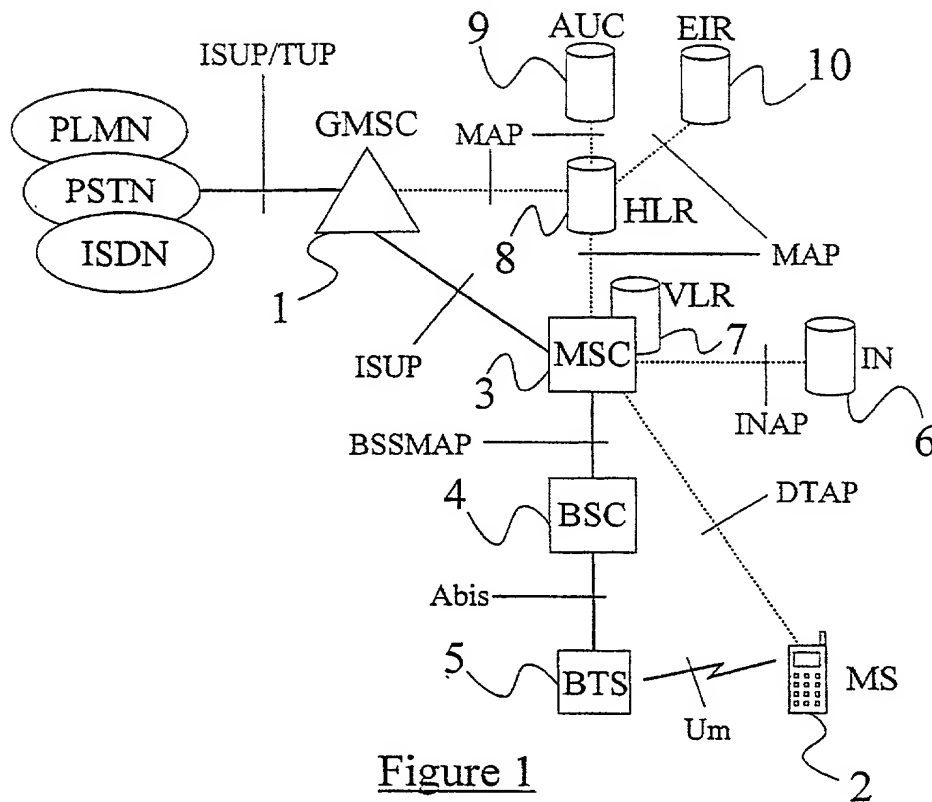 AUC
EIR
9
10
ISUP/TUP
GMSC
MAP
PLMN
PSTN
ISDN
HLR
8
MAP
1
VLR
ISUP
MSC
7
IN
3
INAP
6
BSSMAP
4
BSC
DTAP
Abis
5
BTS
MS
Um
2
Figure 1